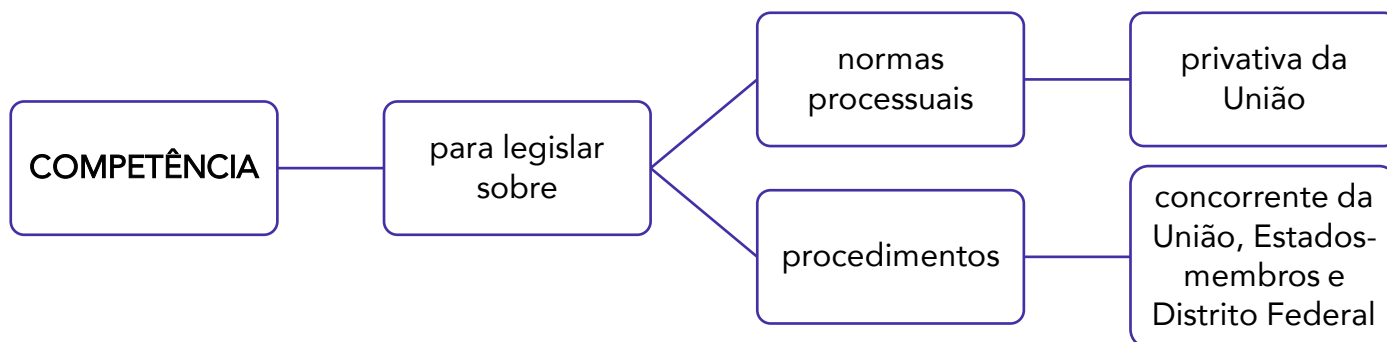 COMPETÊNCIA
para legislar
sobre
normas
processuais
privativa da
União
procedimentos
concorrente da
União, Estados-
membros e
Distrito Federal